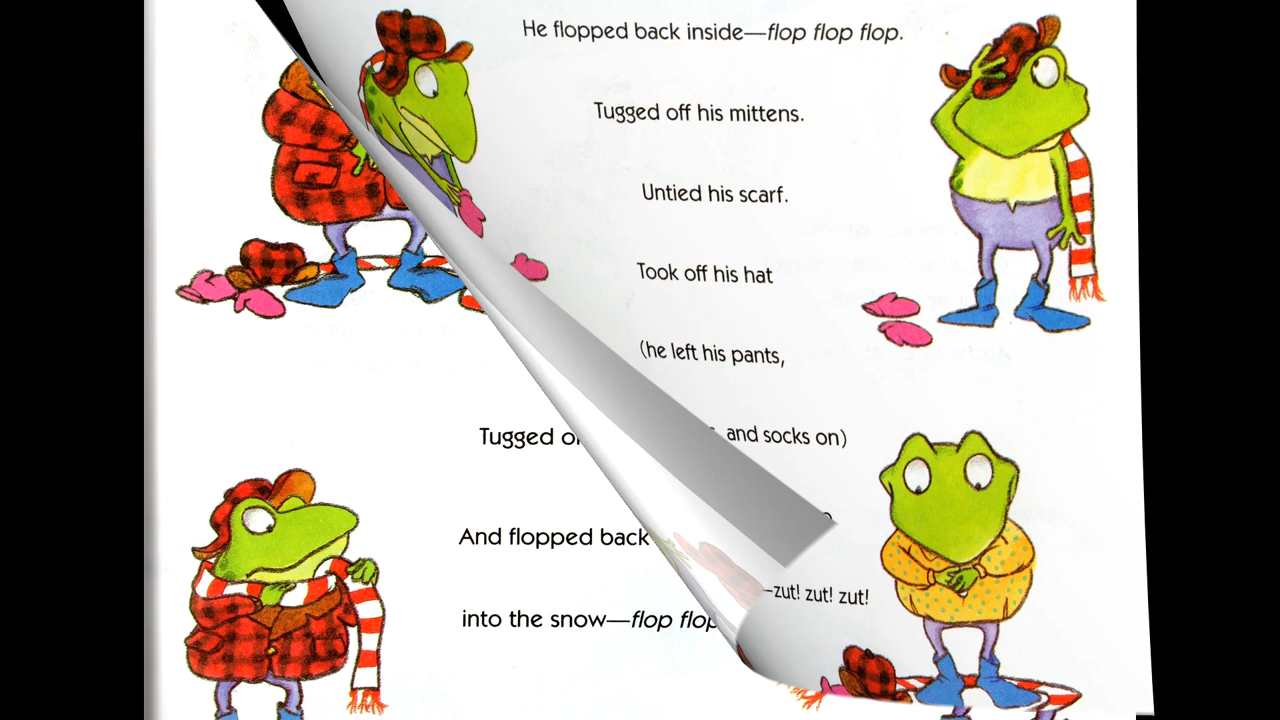 He flopped back inside—flop flop flop.
Tugged off his mittens.
Untied his scarf.
Took off his hat
(he left his pants,
and socks on)
—zut! zut! zut!
Tugged
And flopped back
into the snow—flop flop